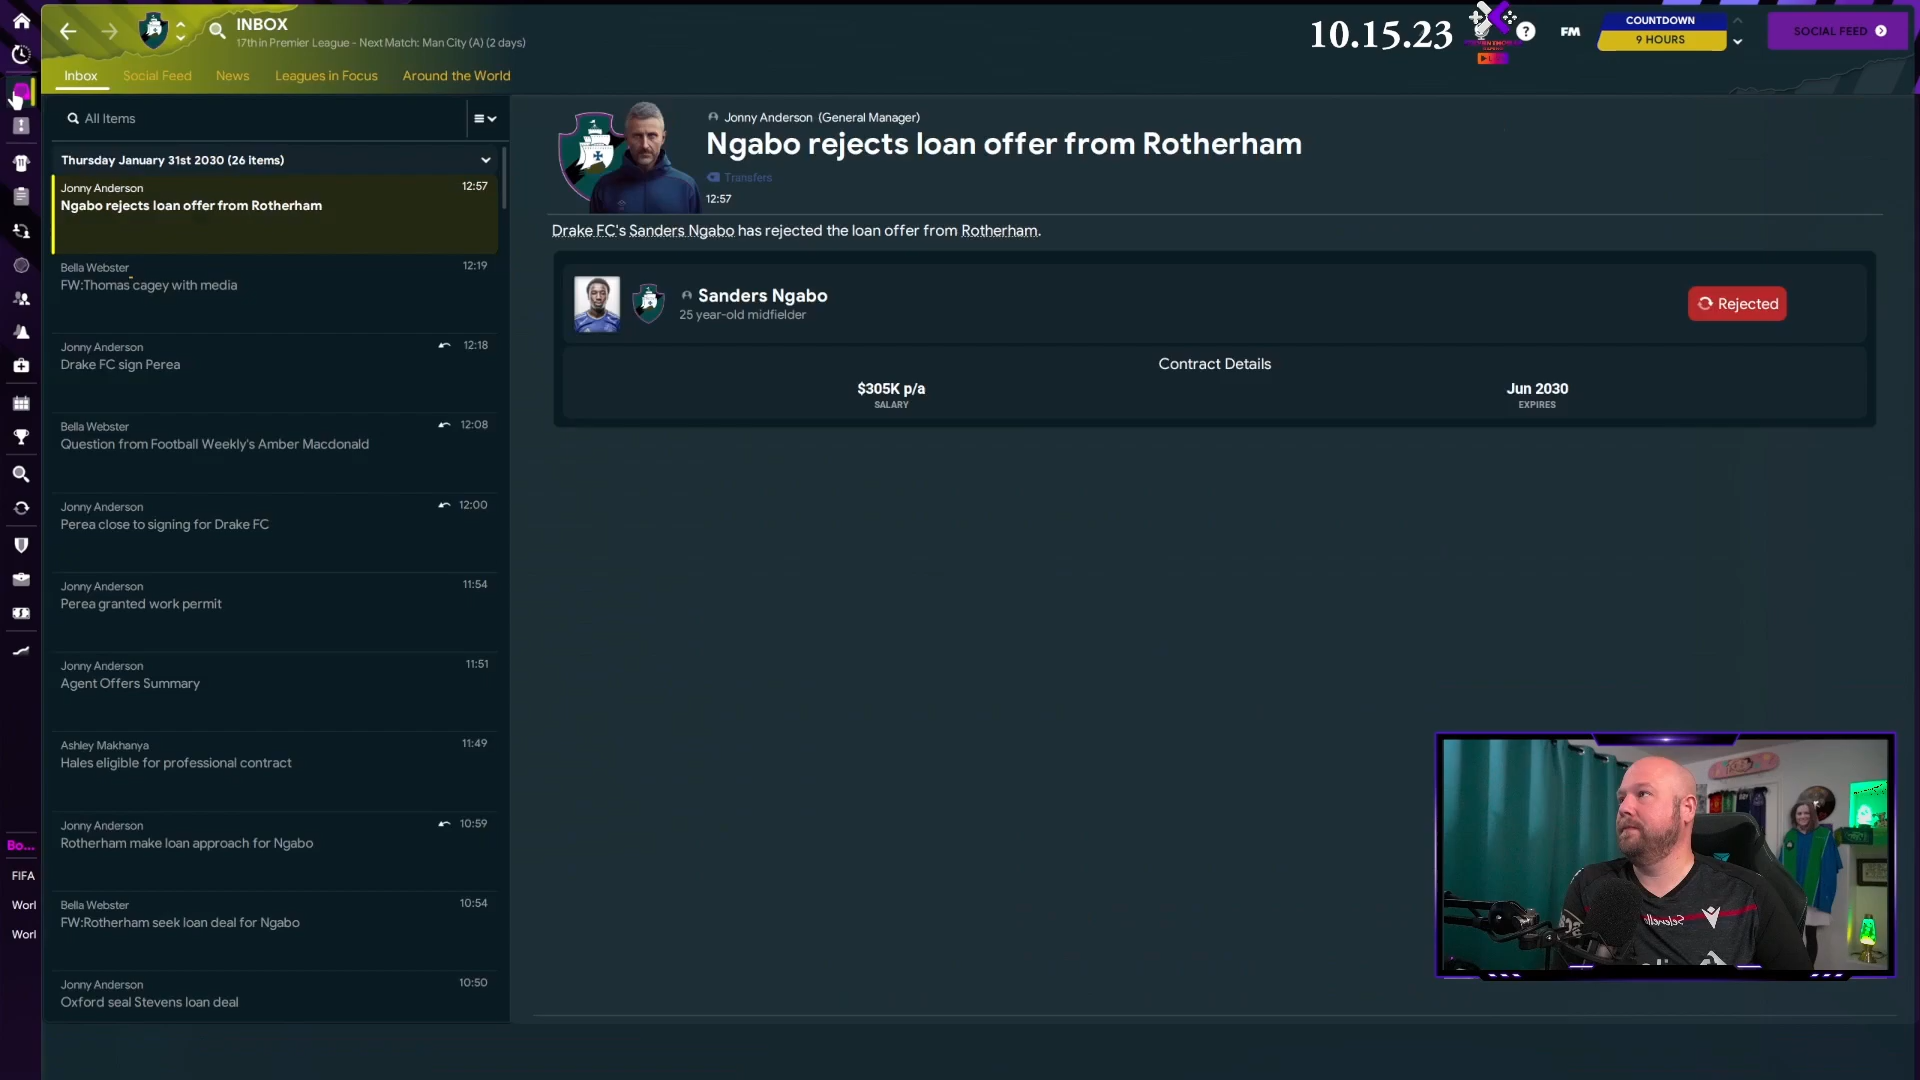 INBOX
17th in Premier League - Next Match: Man City (A) (2 days)
10.15.23
?
FM
COUNTDOWN
9 HOURS
SOCIAL FEED
Inbox
Social Feed
News
Leagues in Focus
Around the World
All Items
Thursday January 31st 2030 (26 items)
Jonny Anderson
12:57
Ngabo rejects loan offer from Rotherham
Bella Webster
12:19
FW:Thomas cagey with media
Jonny Anderson
12:18
Drake FC sign Perea
Bella Webster
12:08
Question from Football Weekly's Amber Macdonald
Jonny Anderson
12:00
Perea close to signing for Drake FC
Jonny Anderson
11:54
Perea granted work permit
Jonny Anderson
11:51
Agent Offers Summary
Ashley Makhanya
11:49
Hales eligible for professional contract
Jonny Anderson
10:59
Rotherham make loan approach for Ngabo
Bella Webster
10:54
FW:Rotherham seek loan deal for Ngabo
Jonny Anderson
10:50
Oxford seal Stevens loan deal
Bo...
FIFA
Worl
Worl
Jonny Anderson (General Manager)
Ngabo rejects loan offer from Rotherham
Transfers
12:57
Drake FC's Sanders Ngabo has rejected the loan offer from Rotherham.
Sanders Ngabo
25 year-old midfielder
Rejected
Contract Details
$305K p/a
SALARY
Jun 2030
EXPIRES